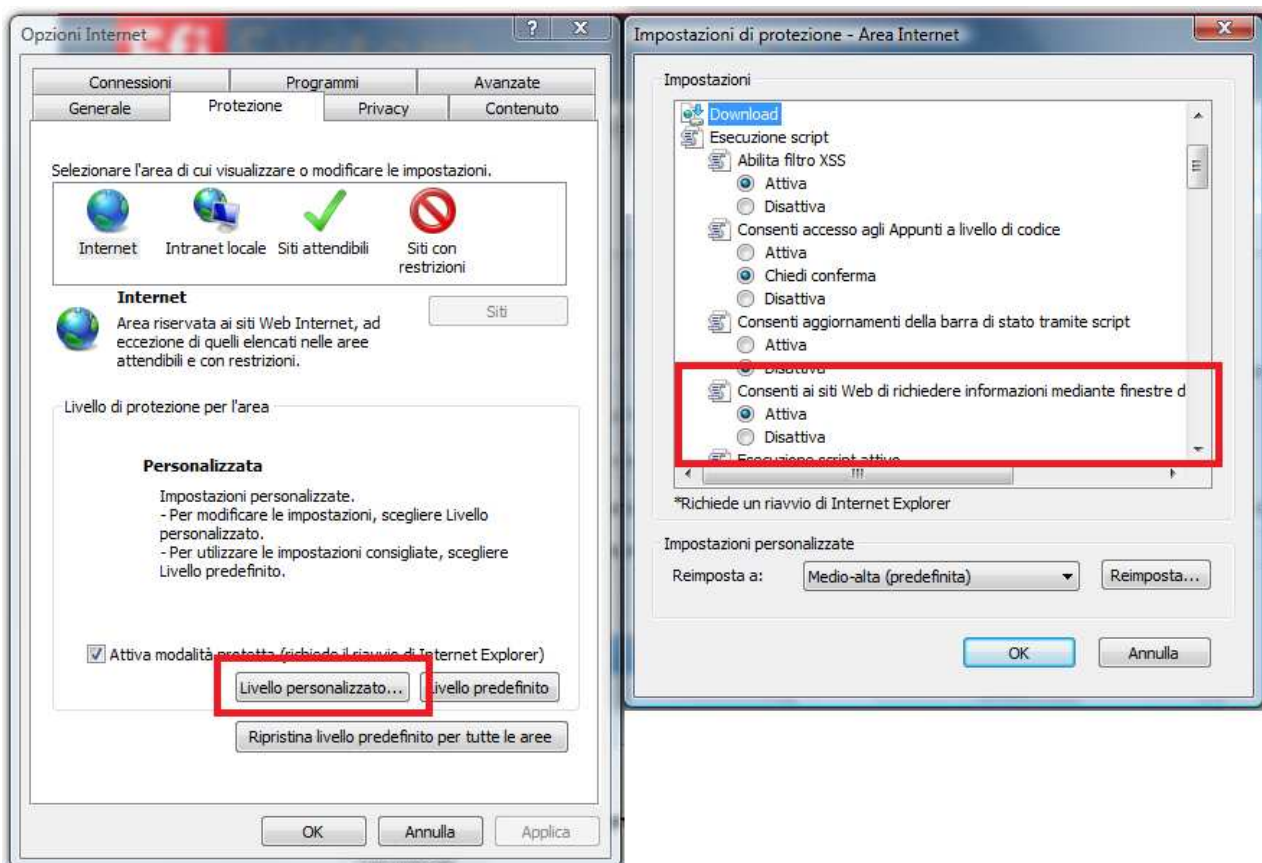 Opzioni Internet
Connessioni
Programmi
Avanzate
Generale
Protezione
Privacy
Contenuto
Selezionare l'area di cui visualizzare o modificare le impostazioni.
Internet
Intranet locale
Siti attendibili
Siti con
restrizioni
Internet
Siti
Area riservata ai siti Web Internet, ad
eccezione di quelli elencati nelle aree
attendibili e con restrizioni.
Livello di protezione per l'area
Personalizzata
Impostazioni personalizzate.
- Per modificare le impostazioni, scegliere Livello
personalizzato.
- Per utilizzare le impostazioni consigliate, scegliere
Livello predefinito.
Attiva modalità protetta (richiede il riavvio di Internet Explorer)
Livello personalizzato...
Livello predefinito
Ripristina livello predefinito per tutte le aree
OK
Annulla
Applica
Impostazioni di protezione - Area Internet
Impostazioni
Download
Esecuzione script
Abilita filtro XSS
Attiva
Disattiva
Consenti accesso agli Appunti a livello di codice
Attiva
Chiedi conferma
Disattiva
Consenti aggiornamenti della barra di stato tramite script
Attiva
Disattiva
Consenti ai siti Web di richiedere informazioni mediante finestre d
Attiva
Disattiva
Esecuzione script attivo
*Richiede un riavvio di Internet Explorer
Impostazioni personalizzate
Reimposta a:
Medio-alta (predefinita)
Reimposta...
OK
Annulla